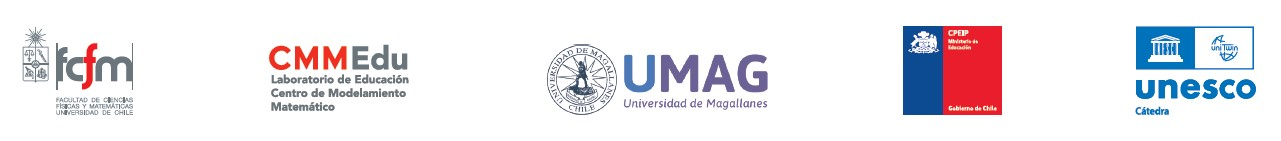 fcfm
FACULTAD DE CIENCIAS
FÍSICAS Y MATEMÁTICAS
UNIVERSIDAD DE CHILE
CMMEdu
Laboratorio de Educación
Centro de Modelamiento
Matemático
UNIVERSIDAD DE MAGALLANES
CHILE
UMAG
Universidad de Magallanes
CPEIP
Ministerio de
Educación
Gobierno de Chile
uniTwin
unesco
Cátedra